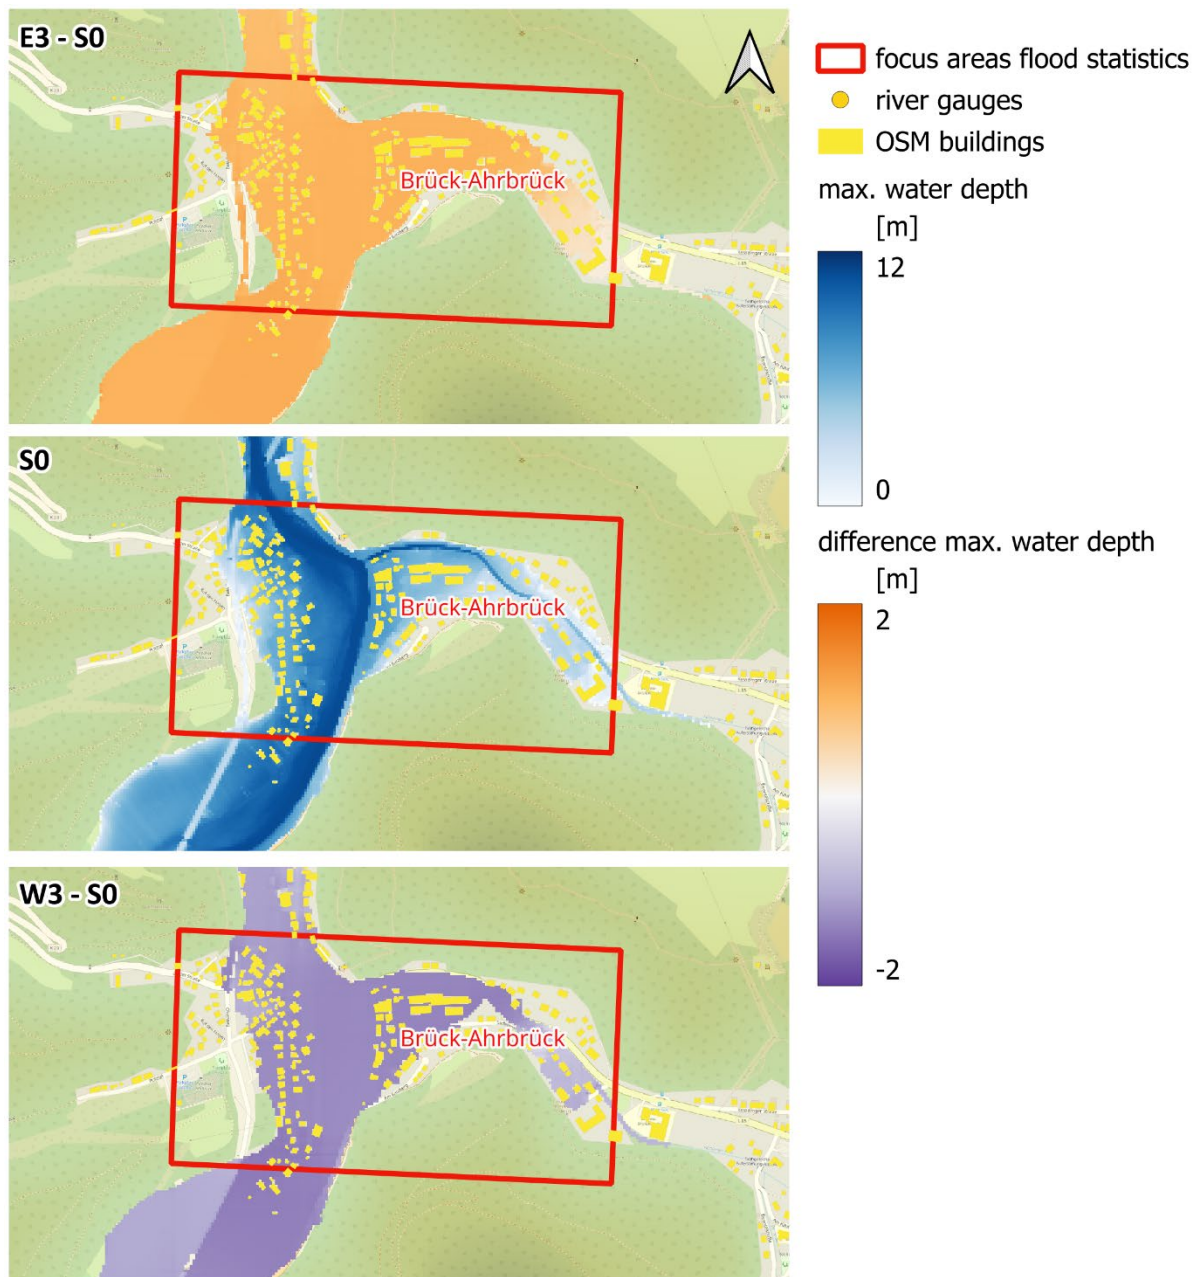 E3 - S0
Brück-Ahrbrück
S0
Brück-Ahrbrück
W3 - S0
Brück-Ahrbrück
focus areas flood statistics
river gauges
OSM buildings
max. water depth
[m]
12
0
difference max. water depth
[m]
2
-2